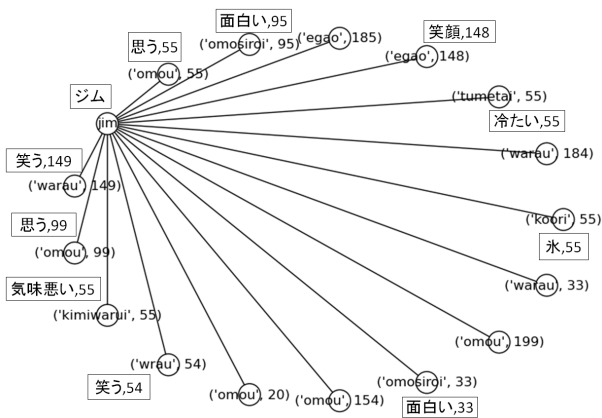 面白い,95
('omosiroi', 95)
('egao', 185)
笑顔,148
('egao', 148)
思う,55
('omou', 55)
ジム
jim
('tumetai', 55)
冷たい,55
('warau', 184)
笑う,149
('warau', 149)
('koori' 55)
氷,55
思う,99
('omou', 99)
気味悪い,55
('kimiwarui', 55)
('warau', 33)
('omou', 199)
('wrau', 54)
笑う,54
('omou', 20)
('omou', 154)
('omosiroi', 33)
面白い,33